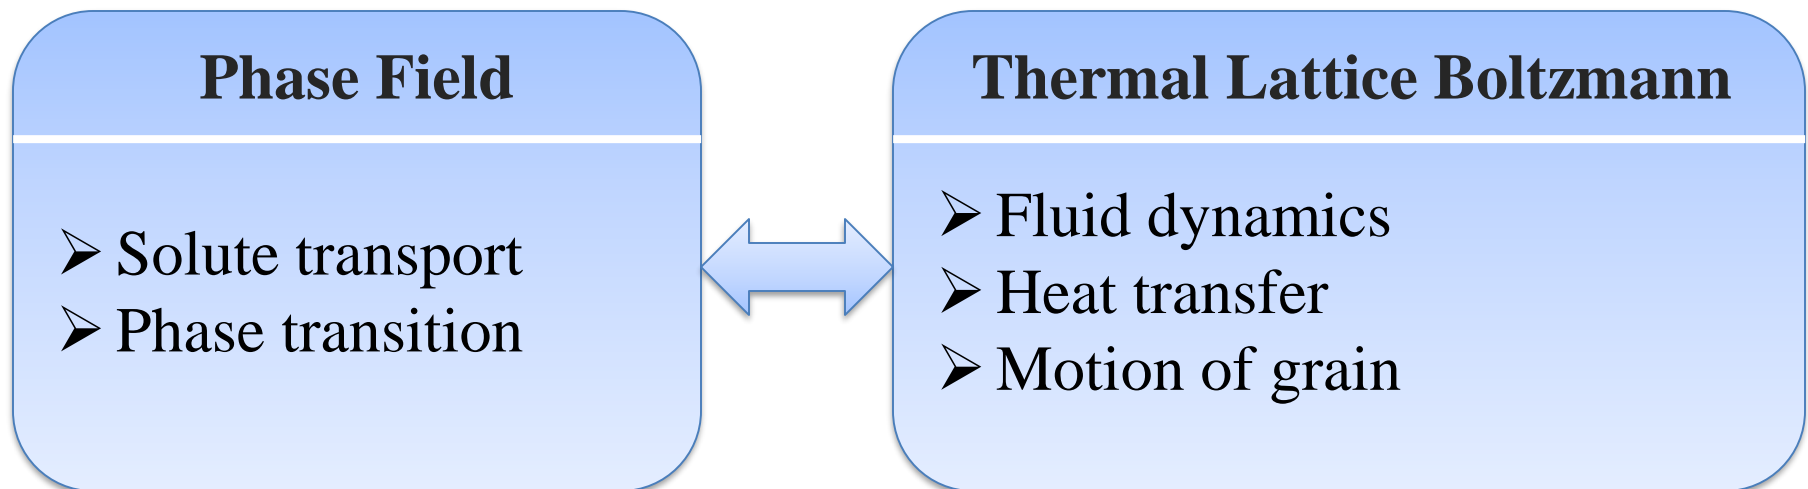 Phase Field
Solute transport
Phase transition
Thermal Lattice Boltzmann
Fluid dynamics
Heat transfer
Motion of grain